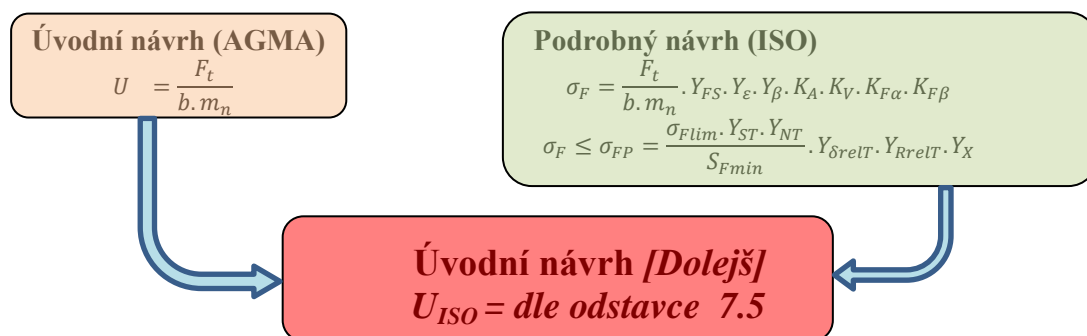 Úvodní návrh (AGMA)
U = F_t / b.m_n
Podrobný návrh (ISO)
σ_F = F_t / b.m_n . Y_FS. Y_ε. Y_β. K_A. K_V. K_Fα. K_Fβ
σ_F ≤ σ_FP = σ_Flim. Y_ST. Y_NT / S_Fmin . Y_δrelT. Y_RrelT. Y_X
Úvodní návrh [Dolejš]
U_ISO = dle odstavce 7.5